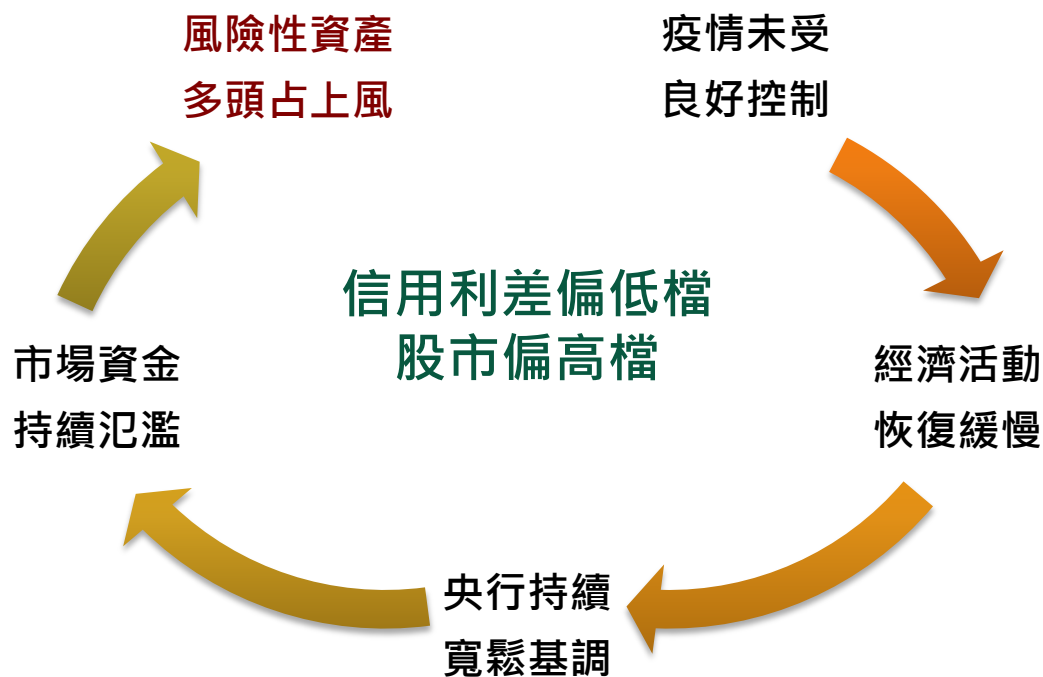 風險性資產
多頭占上風
疫情未受
良好控制
信用利差偏低檔
股市偏高檔
市場資金
持續氾濫
經濟活動
恢復緩慢
央行持續
寬鬆基調